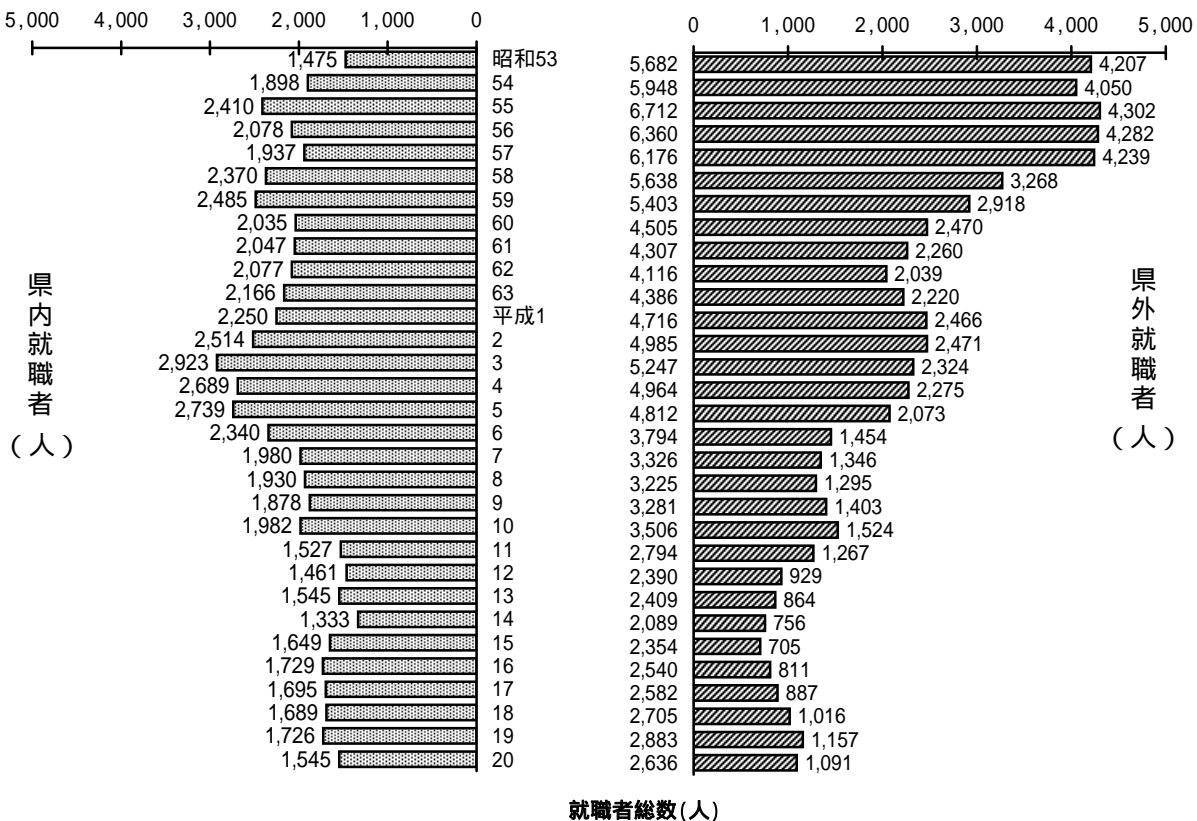 5,000 4,000 3,000 2,000 1,000 0 0 1,000 2,000 3,000 4,000 5,000
1,475 昭和53 5,682 4,207
1,898 54 5,948 4,050
2,410 55 6,712 4,302
2,078 56 6,360 4,282
1,937 57 6,176 4,239
2,370 58 5,638 3,268
2,485 59 5,403 2,918
2,035 60 4,505 2,470
2,047 61 4,307 2,260
2,077 62 4,116 2,039
2,166 63 4,386 2,220
2,250 平成1 4,716 2,466
2,514 2 4,985 2,471
2,923 3 5,247 2,324
2,689 4 4,964 2,275
2,739 5 4,812 2,073
2,340 6 3,794 1,454
1,980 7 3,326 1,346
1,930 8 3,225 1,295
1,878 9 3,281 1,403
1,982 10 3,506 1,524
1,527 11 2,794 1,267
1,461 12 2,390 929
1,545 13 2,409 864
1,333 14 2,089 756
1,649 15 2,354 705
1,729 16 2,540 811
1,695 17 2,582 887
1,689 18 2,705 1,016
1,726 19 2,883 1,157
1,545 20 2,636 1,091
県内就職者
(人)
県外就職者
(人)
就職者総数(人)